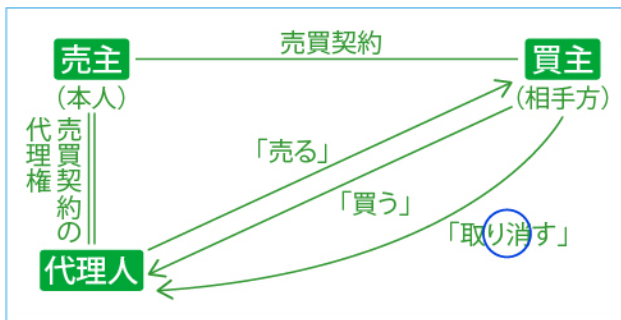 売買契約
売主
買主
(本人)
(相手方)
売買契約の
代理権
「売る」
「買う」
「取り消す」
代理人